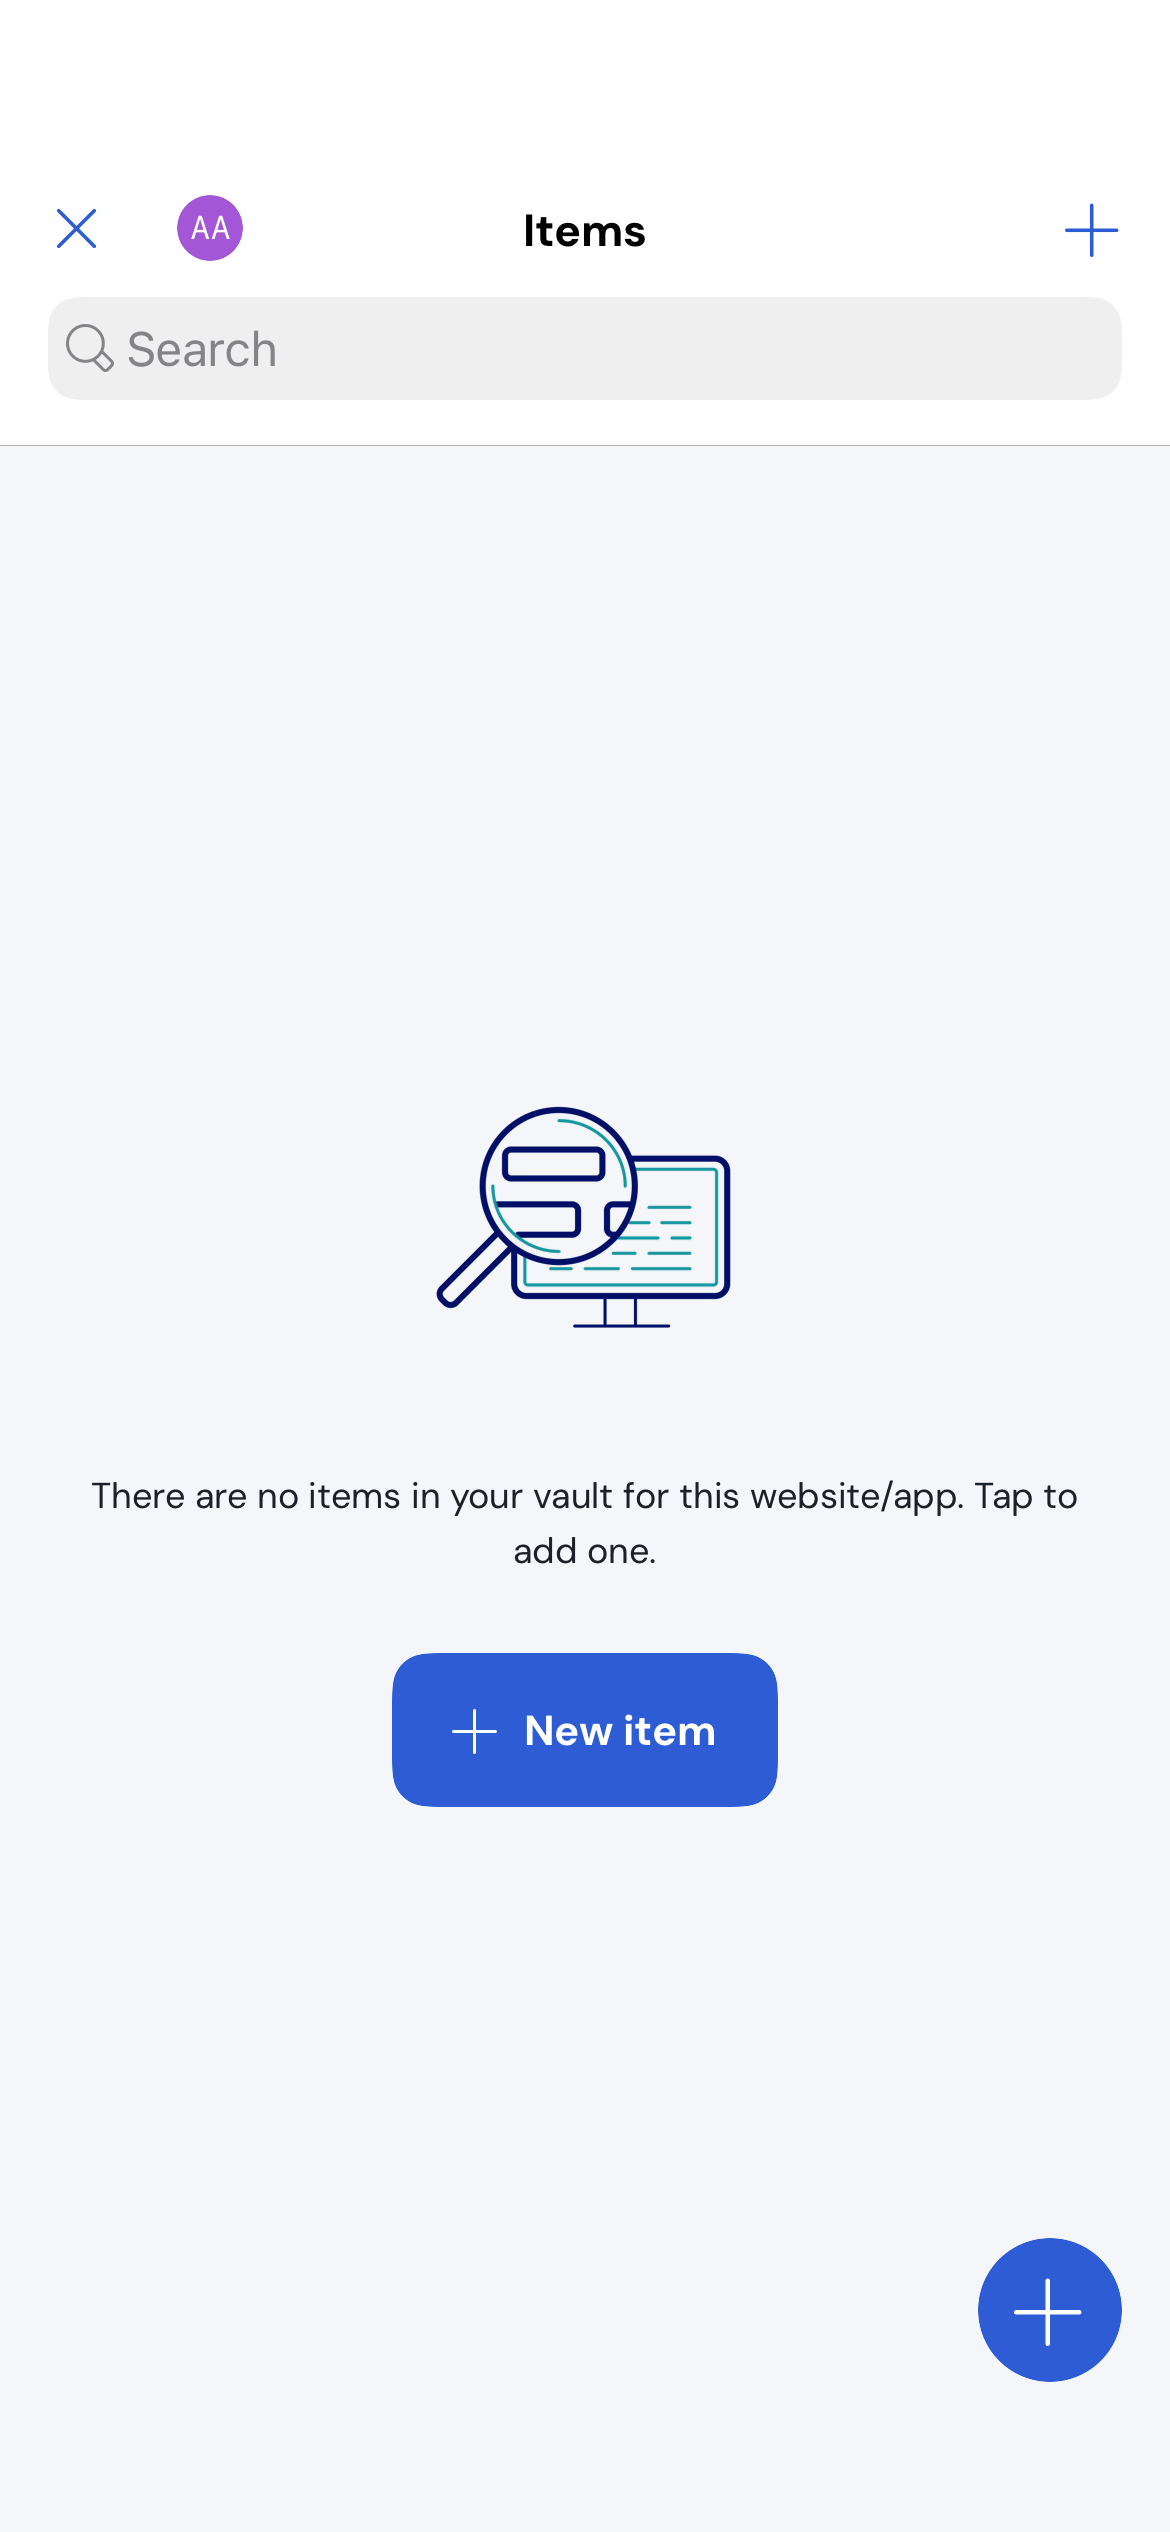 AA
Items
Search
There are no items in your vault for this website/app. Tap to
add one.
New item